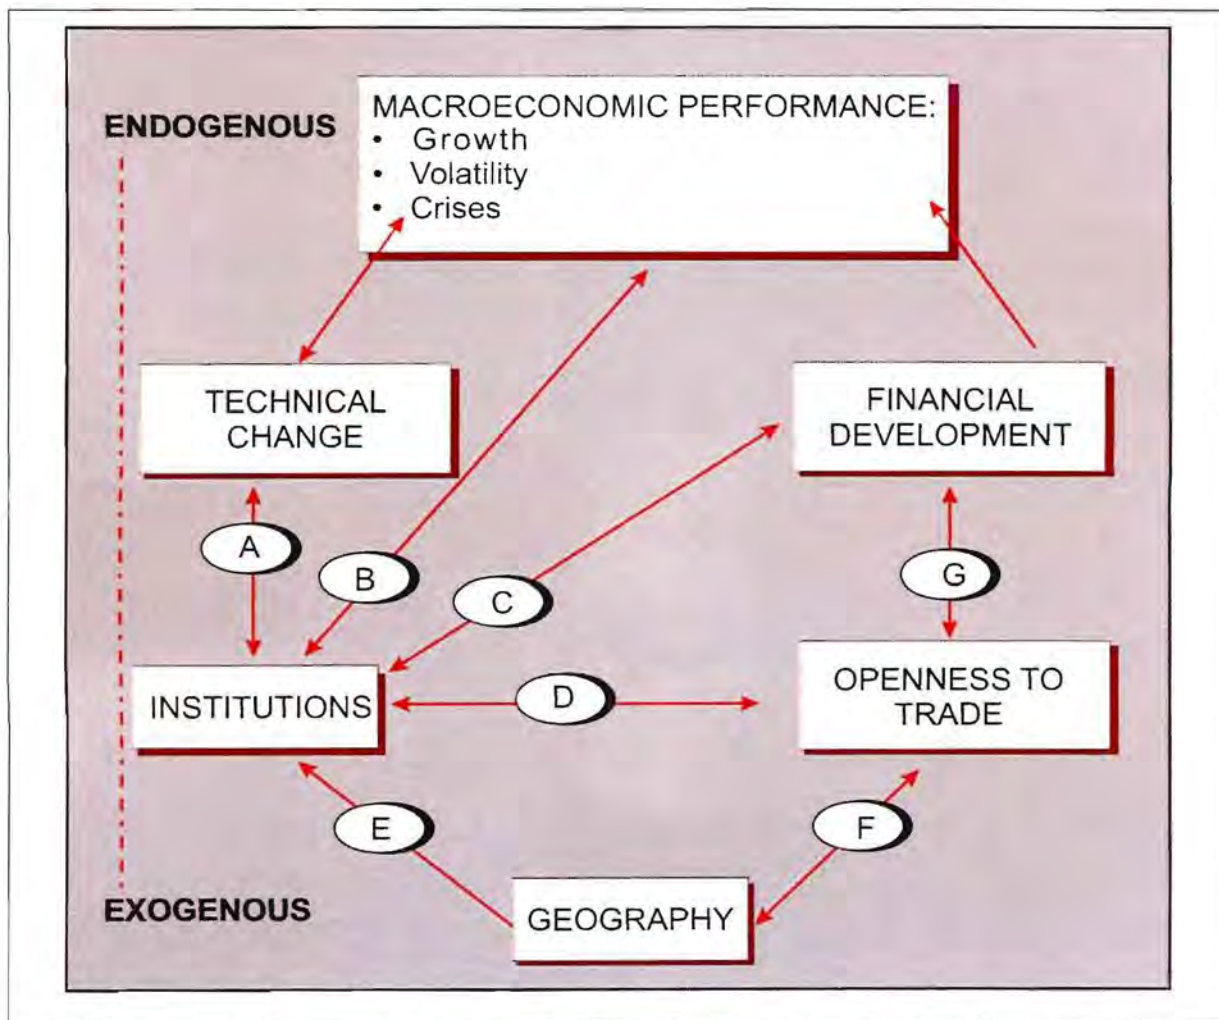 ENDOGENOUS
MACROECONOMIC PERFORMANCE:
• Growth
• Volatility
• Crises
TECHNICAL
CHANGE
FINANCIAL
DEVELOPMENT
A
B
C
G
INSTITUTIONS
D
OPENNESS TO
TRADE
E
F
EXOGENOUS
GEOGRAPHY